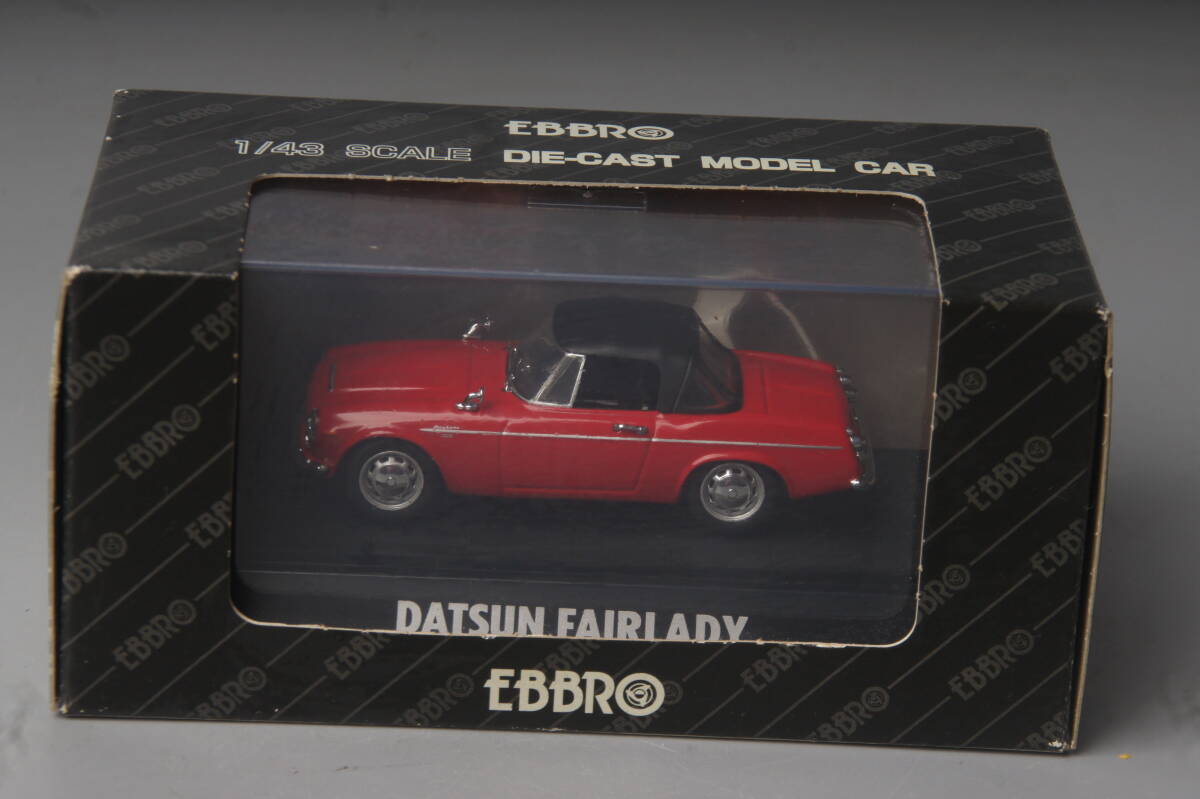 EBBRO
1/43 SCALE DIE-CAST MODEL CAR
DATSUN FAIRLADY
EBBRO